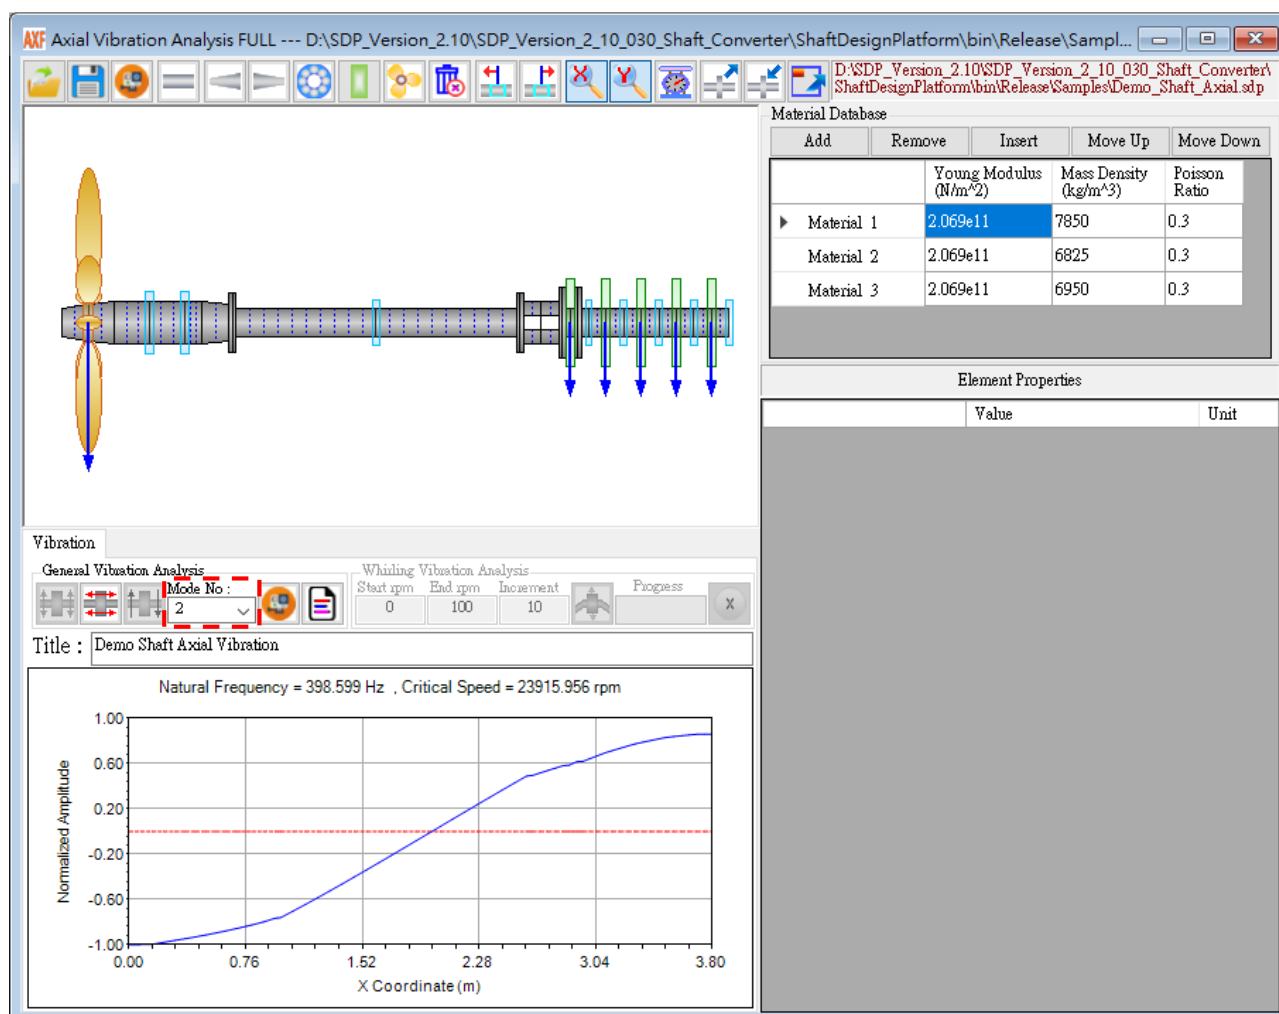 AXF Axial Vibration Analysis FULL --- D:\SDP_Version_2.10\SDP_Version_2_10_030_Shaft_Converter\ShaftDesignPlatform\bin\Release\Sampl...
X Y
D:\SDP_Version_2.10\SDP_Version_2_10_030_Shaft_Converter\
ShaftDesignPlatform\bin\Release\Samples\Demo_Shaft_Axial.sdp
Material Database
Add Remove Insert Move Up Move Down
Young Modulus Mass Density Poisson
(N/m^2) (kg/m^3) Ratio
Material 1 2.069e11 7850 0.3
Material 2 2.069e11 6825 0.3
Material 3 2.069e11 6950 0.3
Element Properties
Value Unit
Vibration
General Vibration Analysis Whirling Vibration Analysis
Mode No : Start rpm End rpm Increment Progress
2 0 100 10 X
Title : Demo Shaft Axial Vibration
Natural Frequency = 398.599 Hz , Critical Speed = 23915.956 rpm
1.00
0.60
0.20
-0.20
-0.60
-1.00
Normalized Amplitude
0.00 0.76 1.52 2.28 3.04 3.80
X Coordinate (m)